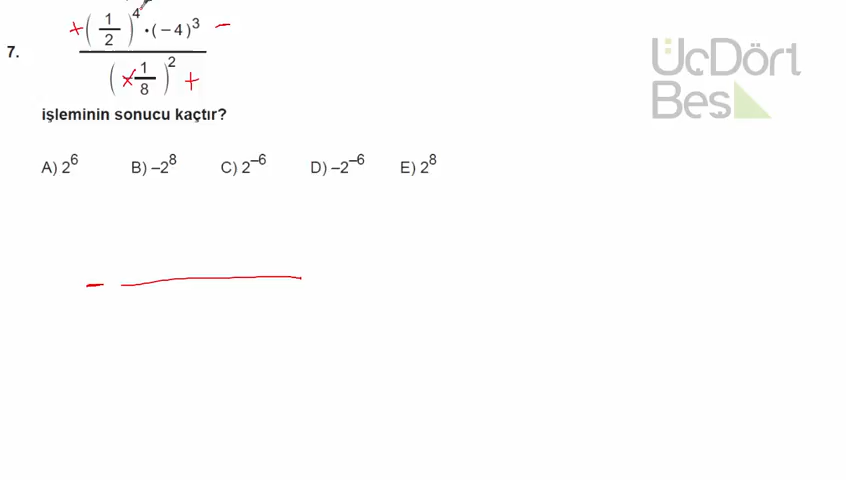 7. + (1/2)^4 · (−4)^3 −
(−1/8)^2 +
işleminin sonucu kaçtır?
A) 2^6 B) –2^8 C) 2^–6 D) –2^–6 E) 2^8
–
ÜçDört
Beş